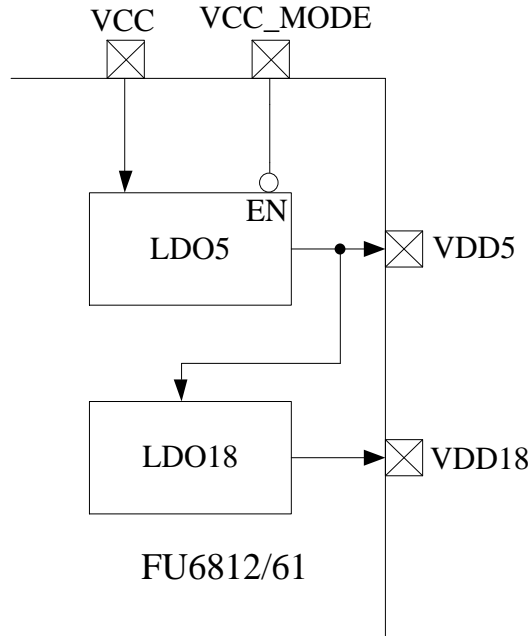 VCC
VCC_MODE
EN
LDO5
VDD5
LDO18
VDD18
FU6812/61